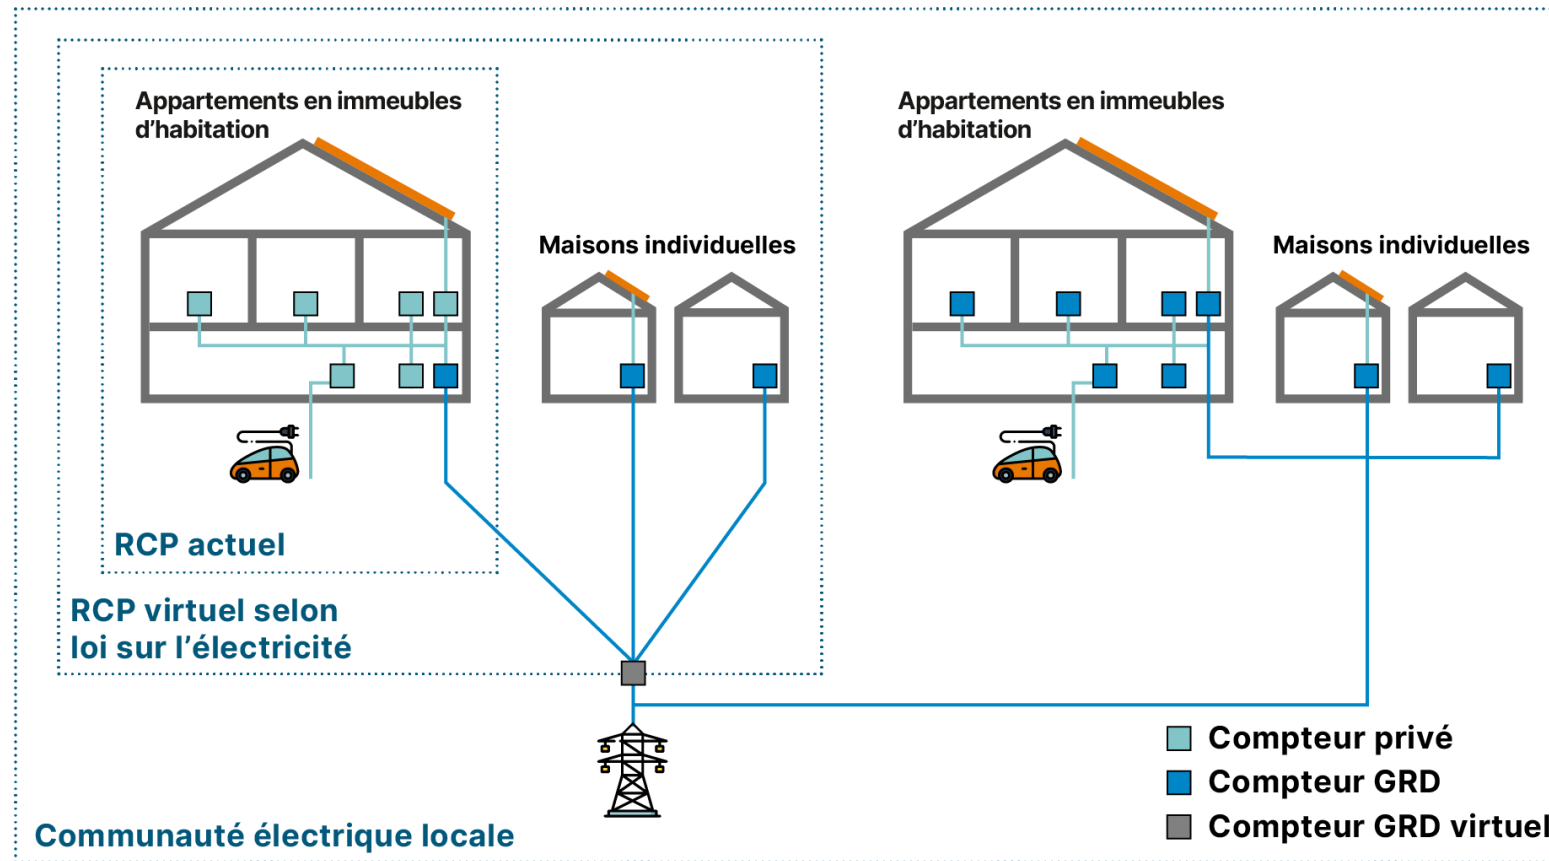 Appartements en immeubles
d’habitation
Maisons individuelles
Appartements en immeubles
d’habitation
Maisons individuelles
RCP actuel
RCP virtuel selon
loi sur l’électricité
Communauté électrique locale
Compteur privé
Compteur GRD
Compteur GRD virtuel